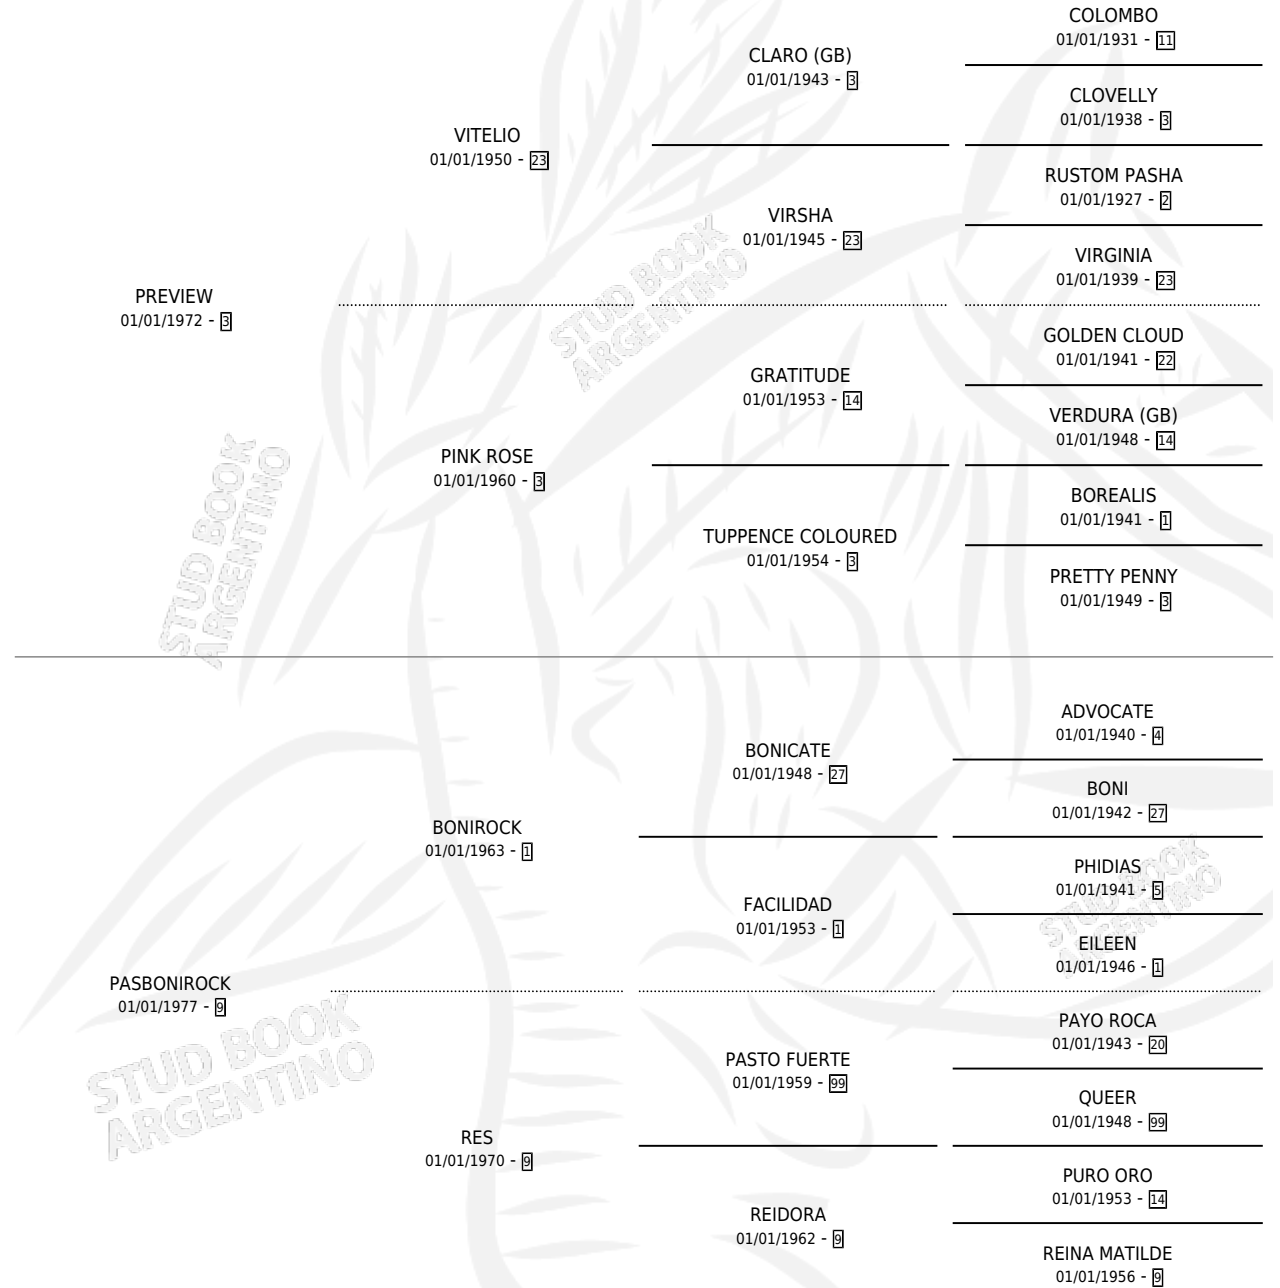 COLOMBO
01/01/1931 - 11
CLARO (GB)
01/01/1943 - 3
CLOVELLY
01/01/1938 - 3
VITELIO
01/01/1950 - 23
RUSTOM PASHA
01/01/1927 - 2
VIRSHA
01/01/1945 - 23
VIRGINIA
01/01/1939 - 23
PREVIEW
01/01/1972 - 3
GOLDEN CLOUD
01/01/1941 - 22
GRATITUDE
01/01/1953 - 14
VERDURA (GB)
01/01/1948 - 14
PINK ROSE
01/01/1960 - 3
BOREALIS
01/01/1941 - 1
TUPPENCE COLOURED
01/01/1954 - 3
PRETTY PENNY
01/01/1949 - 3
STUD BOOK
ARGENTINO
STUD BOOK
ARGENTINO
ADVOCATE
01/01/1940 - 4
BONICATE
01/01/1948 - 27
BONI
01/01/1942 - 27
BONIROCK
01/01/1963 - 1
PHIDIAS
01/01/1941 - 5
FACILIDAD
01/01/1953 - 1
EILEEN
01/01/1946 - 1
PASBONIROCK
01/01/1977 - 9
PAYO ROCA
01/01/1943 - 20
PASTO FUERTE
01/01/1959 - 99
QUEER
01/01/1948 - 99
RES
01/01/1970 - 9
PURO ORO
01/01/1953 - 14
REIDORA
01/01/1962 - 9
REINA MATILDE
01/01/1956 - 9
STUD BOOK
ARGENTINO
STUD BOOK
ARGENTINO